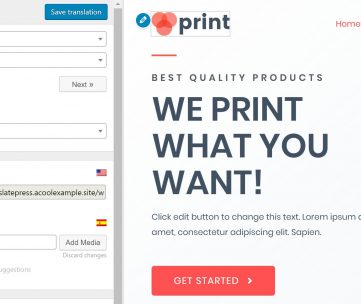 Save translation
print
Home
Next »
BEST QUALITY PRODUCTS
WE PRINT
WHAT YOU
WANT!
slatepress.acoolexample.site/w
Click edit button to change this text. Lorem ipsum
amet, consectetur adipiscing elit. Sapien.
Add Media
Discard changes
GET STARTED >